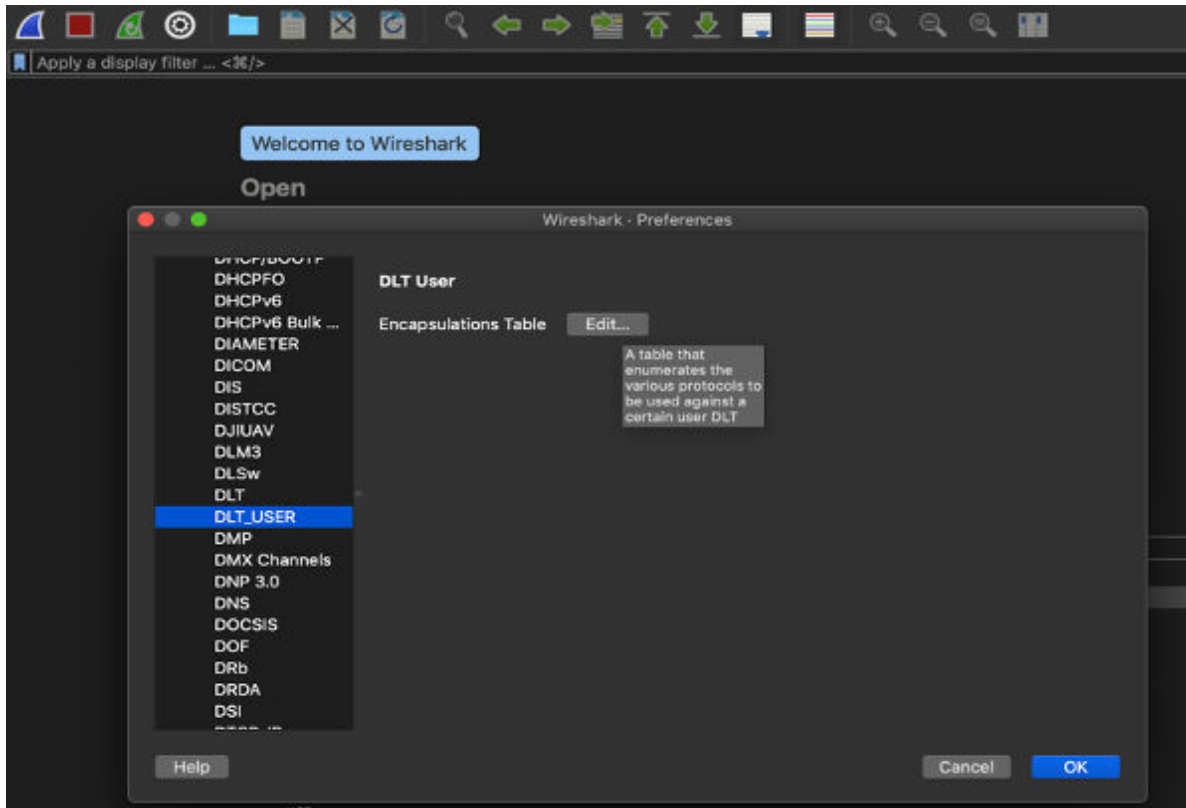 Apply a display filter ... <⌘/>
Welcome to Wireshark
Open
Wireshark · Preferences
DHCP/BOOTP
DHCPFO
DHCPv6
DHCPv6 Bulk ...
DIAMETER
DICOM
DIS
DISTCC
DJIUAV
DLM3
DLSw
DLT
DLT_USER
DMP
DMX Channels
DNP 3.0
DNS
DOCSIS
DOF
DRb
DRDA
DSI
DLT User
Encapsulations Table Edit...
A table that
enumerates the
various protocols to
be used against a
certain user DLT
Help Cancel OK